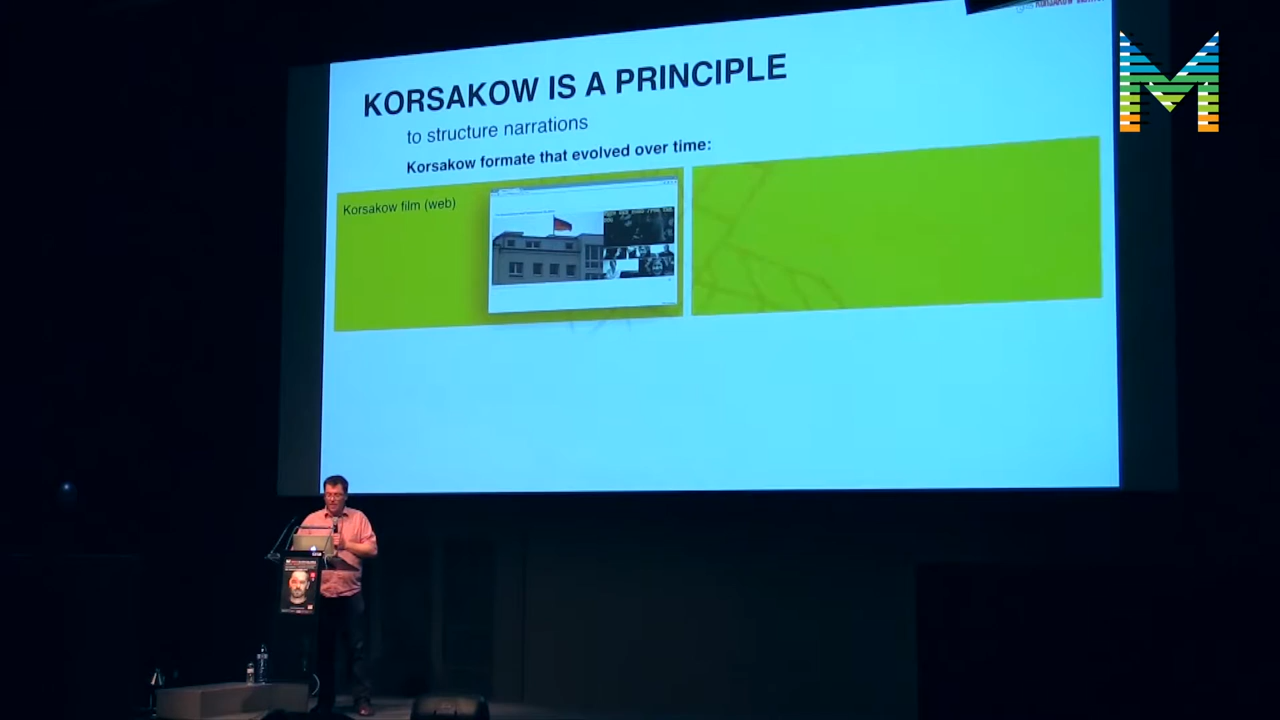 KORSAKOW IS A PRINCIPLE
to structure narrations
Korsakow formate that evolved over time:
Korsakow film (web)